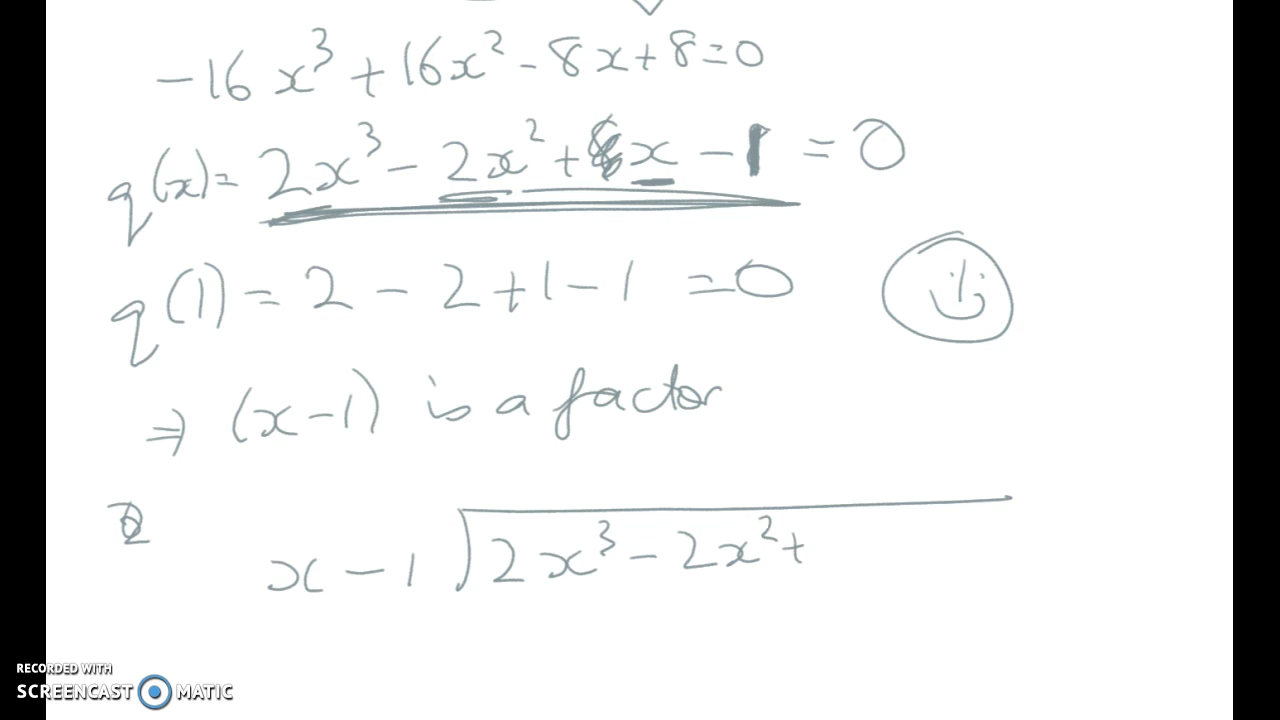 -16x³ + 16x² - 8x + 8 = 0
q(x) = 2x³ - 2x² + x - 1 = 0
q(1) = 2 - 2 + 1 - 1 = 0
⇒ (x-1) is a factor
x - 1 2x³ - 2x² +
RECORDED WITH
SCREENCAST MATIC